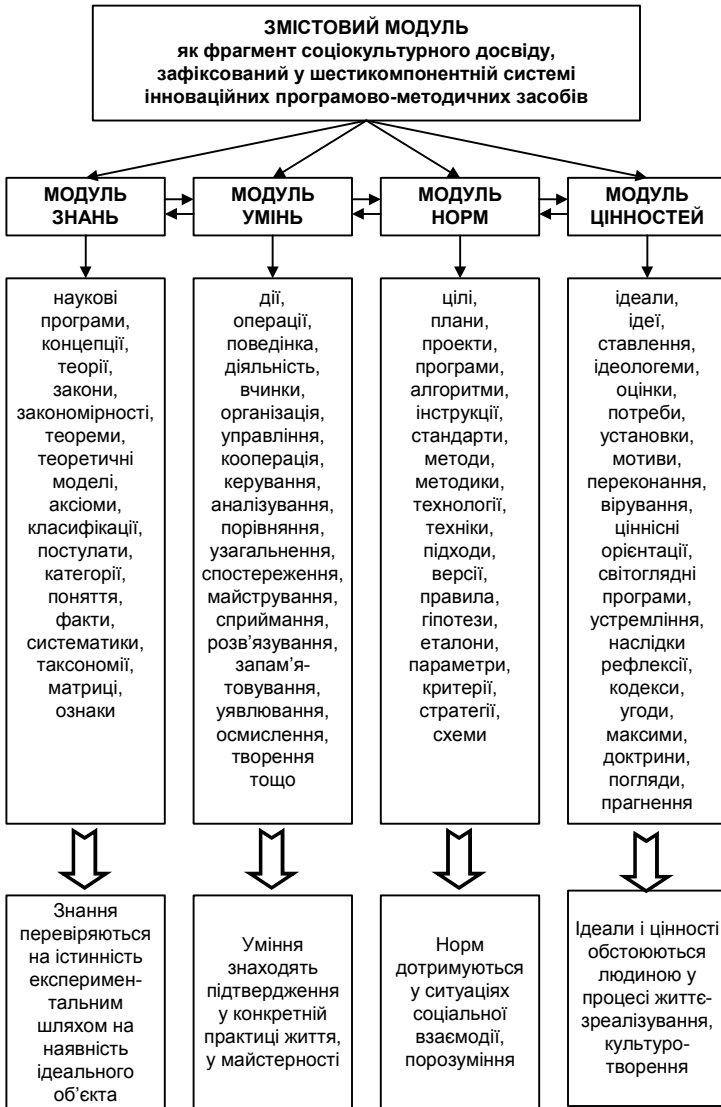 ЗМІСТОВИЙ МОДУЛЬ
як фрагмент соціокультурного досвіду,
зафіксований у шестикомпонентній системі
інноваційних програмово-методичних засобів
МОДУЛЬ
ЗНАНЬ
МОДУЛЬ
УМІНЬ
МОДУЛЬ
НОРМ
МОДУЛЬ
ЦІННОСТЕЙ
наукові
програми,
концепції,
теорії,
закони,
закономірності,
теореми,
теоретичні
моделі,
аксіоми,
класифікації,
постулати,
категорії,
поняття,
факти,
систематики,
таксономії,
матриці,
ознаки
дії,
операції,
поведінка,
діяльність,
вчинки,
організація,
управління,
кооперація,
керування,
аналізування,
порівняння,
узагальнення,
спостереження,
майстрування,
сприймання,
розв'язування,
запам'я-
товування,
уявлювання,
осмислення,
творення
тощо
цілі,
плани,
проекти,
програми,
алгоритми,
інструкції,
стандарти,
методи,
методики,
технології,
техніки,
підходи,
версії,
правила,
гіпотези,
еталони,
параметри,
критерії,
стратегії,
схеми
ідеали,
ідеї,
ставлення,
ідеологеми,
оцінки,
потреби,
установки,
мотиви,
переконання,
вірування,
ціннісні
орієнтації,
світоглядні
програми,
устремління,
наслідки
рефлексії,
кодекси,
угоди,
максими,
доктрини,
погляди,
прагнення
Знання
перевіряються
на істинність
експеримен-
тальним
шляхом на
наявність
ідеального
об'єкта
Уміння
знаходять
підтвердження
у конкретній
практиці життя,
у майстерності
Норм
дотримуються
у ситуаціях
соціальної
взаємодії,
порозуміння
Ідеали і цінності
обстоюються
людиною у
процесі життє-
зреалізування,
культуро-
творення